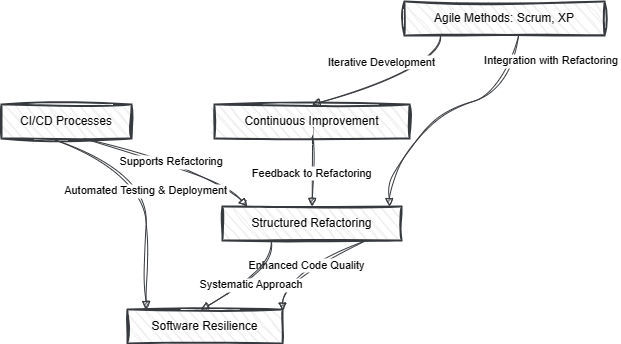 Agile Methods: Scrum, XP
Iterative Development
Integration with Refactoring
CI/CD Processes
Continuous Improvement
Supports Refactoring
Feedback to Refactoring
Automated Testing & Deployment
Structured Refactoring
Enhanced Code Quality
Systematic Approach
Software Resilience